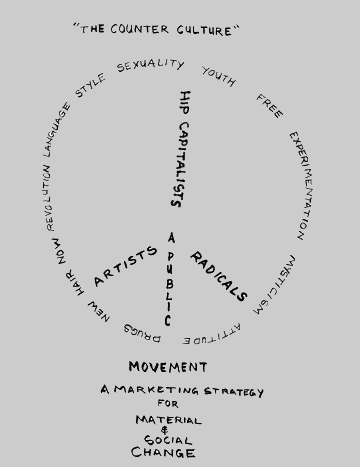 "THE COUNTER CULTURE"
LANGUAGE STYLE SEXUALITY YOUTH FREE EXPERIMENTATION MYSTICISM ATTITUDE DRUGS NEW HAIR NOW REVOLUTION
HIP CAPITALISTS
ARTISTS
A PUBLIC
RADICALS
MOVEMENT
A MARKETING STRATEGY
FOR
MATERIAL
&
SOCIAL
CHANGE